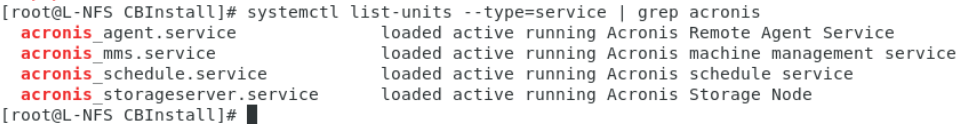 [root@L-NFS CBInstall]# systemctl list-units --type=service | grep acronis
acronis_agent.service loaded active running Acronis Remote Agent Service
acronis_mms.service loaded active running Acronis machine management service
acronis_schedule.service loaded active running Acronis schedule service
acronis_storageserver.service loaded active running Acronis Storage Node
[root@L-NFS CBInstall]#